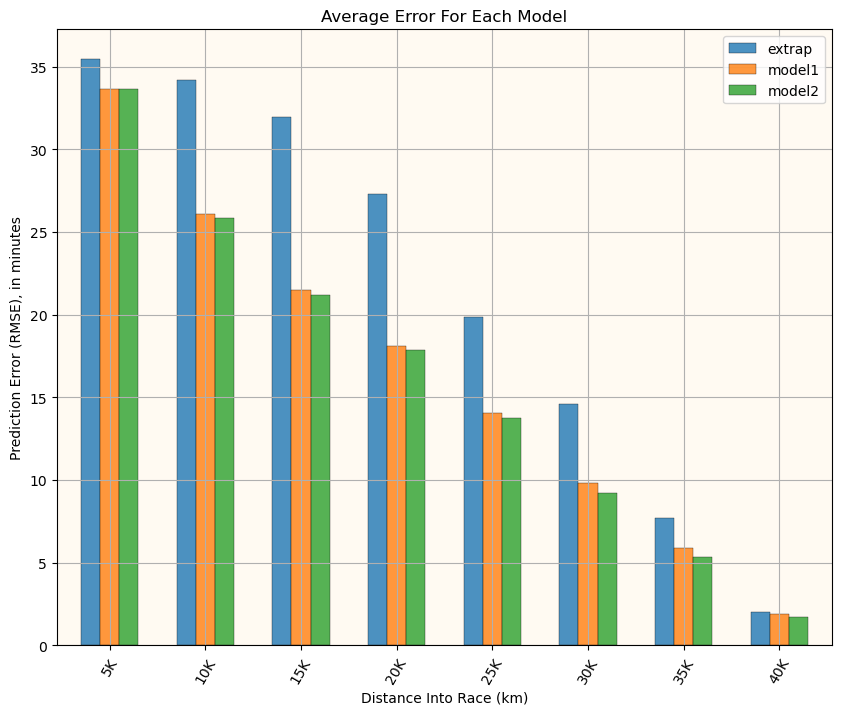 Average Error For Each Model
extrap
model1
model2
Prediction Error (RMSE), in minutes
35
30
25
20
15
10
5
0
5K
10K
15K
20K
25K
30K
35K
40K
Distance Into Race (km)